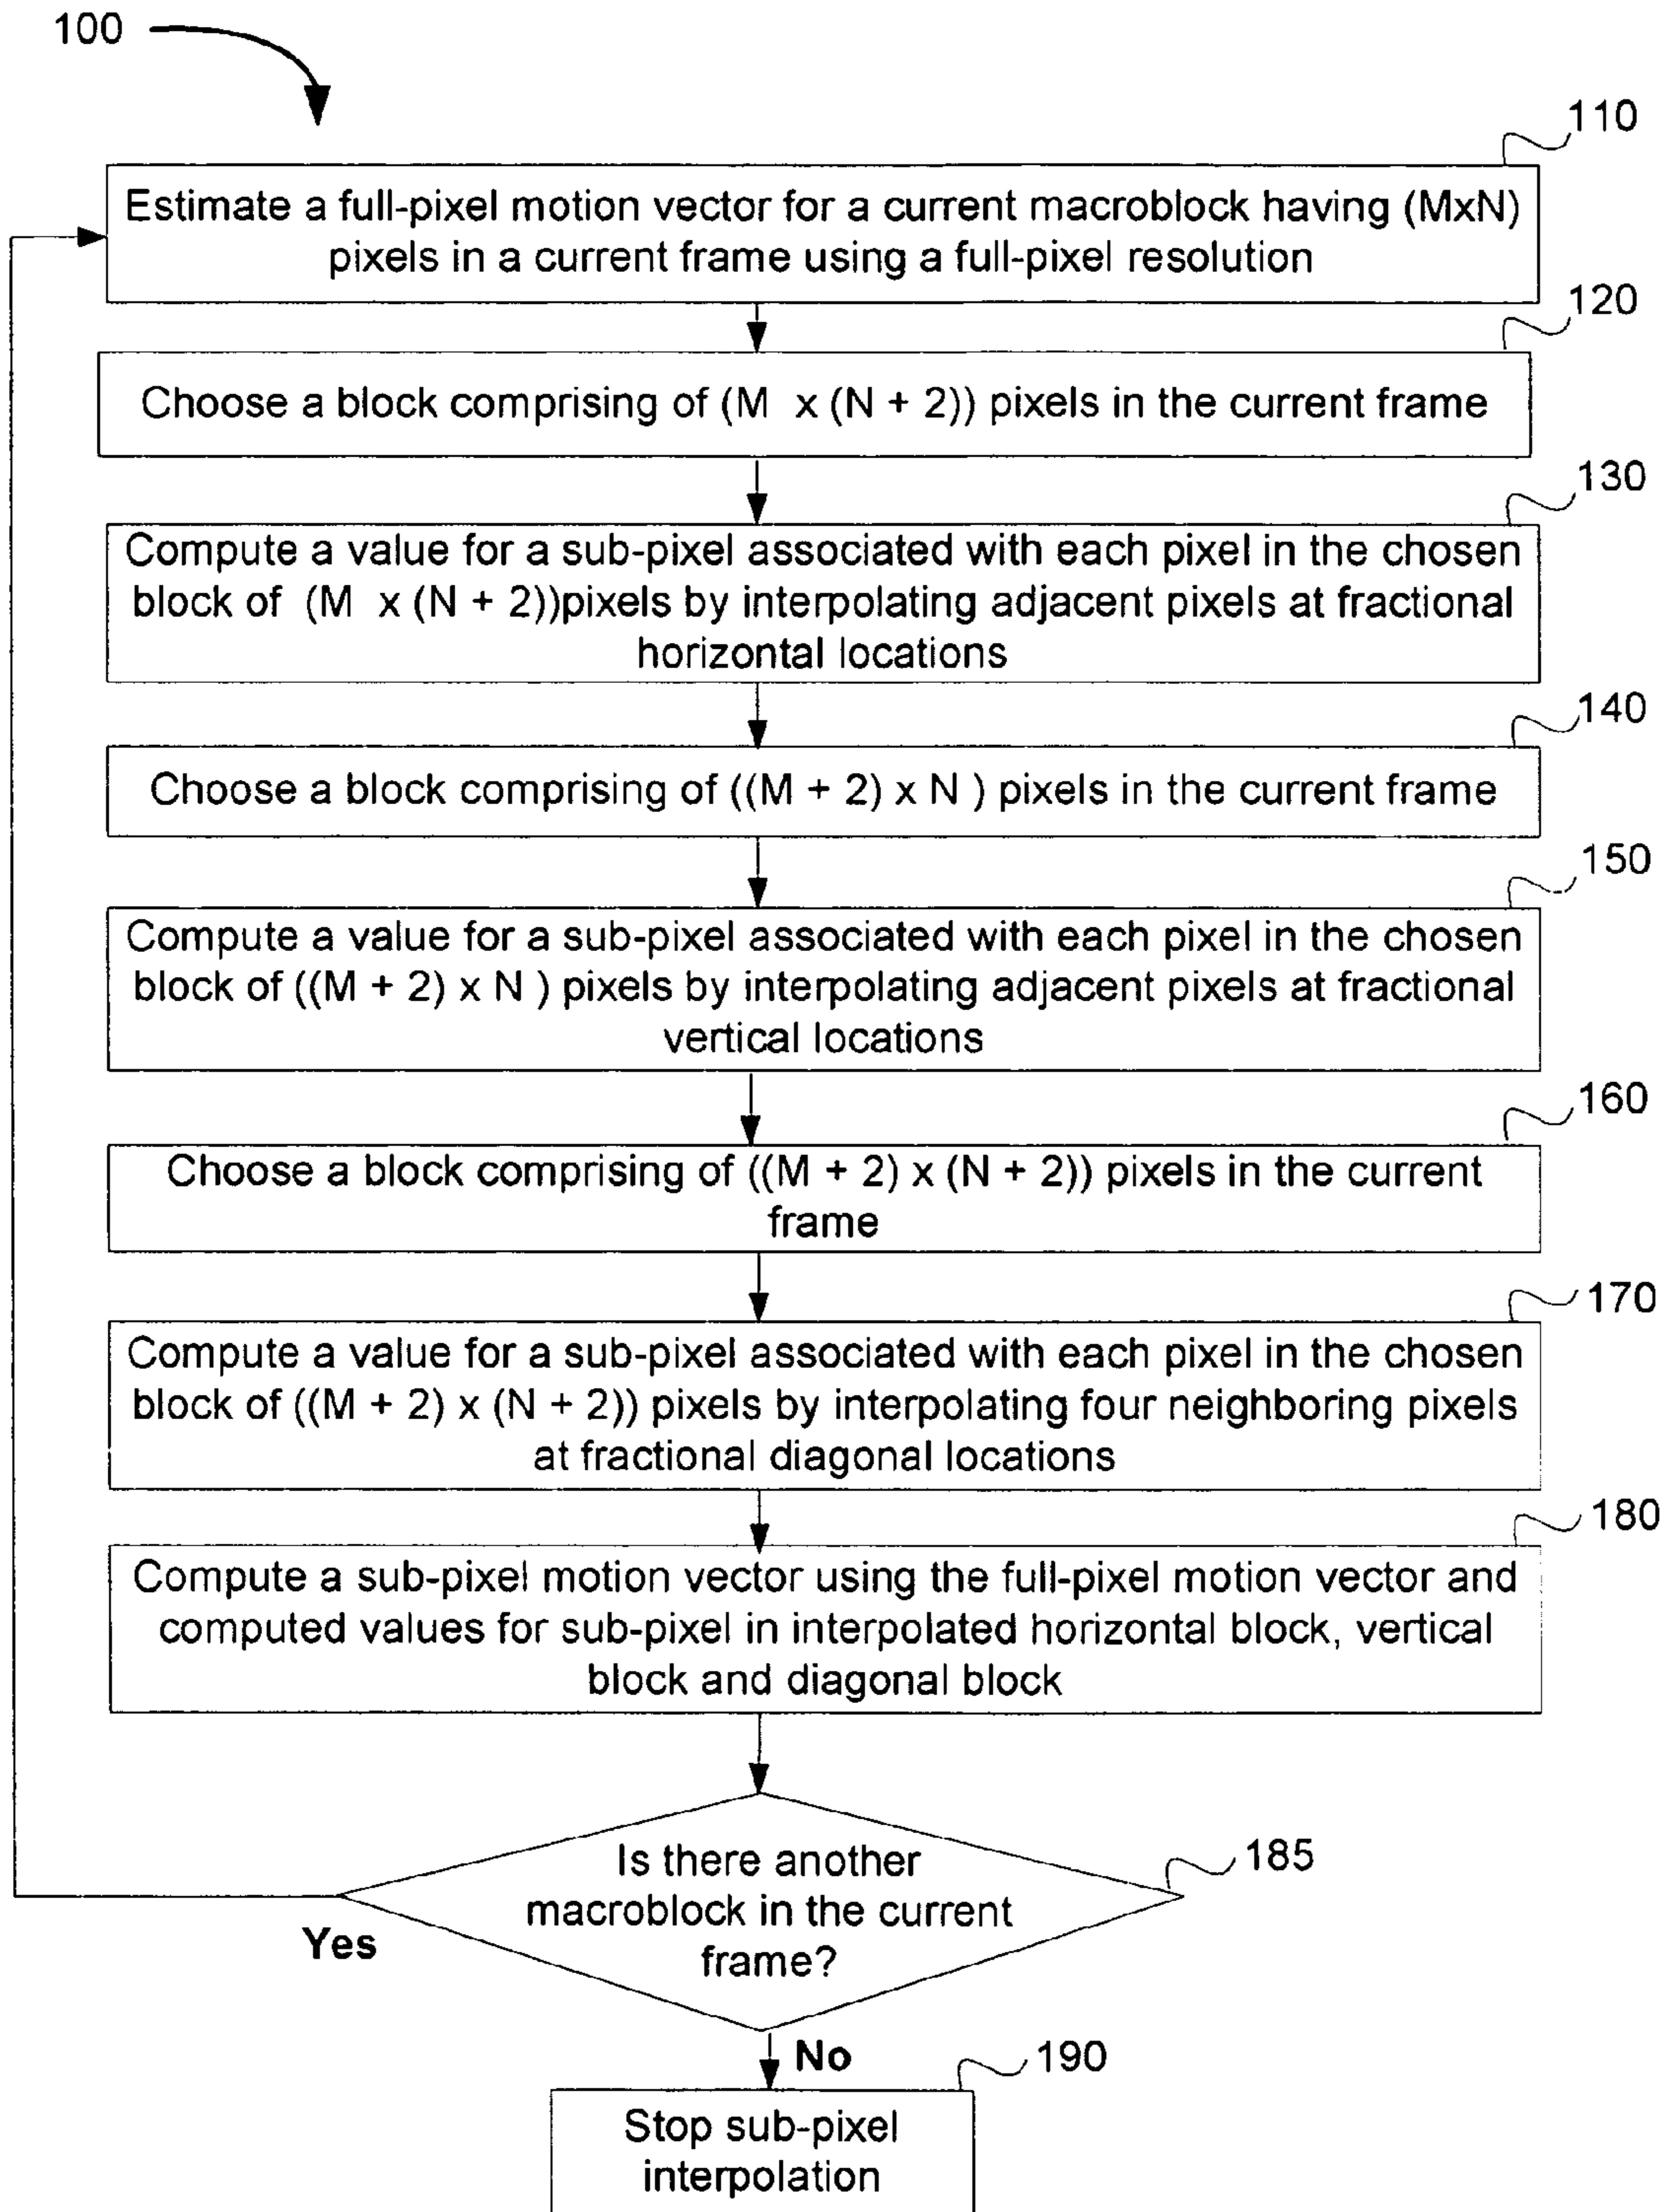 100
110
Estimate a full-pixel motion vector for a current macroblock having (MxN)
pixels in a current frame using a full-pixel resolution
120
Choose a block comprising of (M x (N + 2)) pixels in the current frame
130
Compute a value for a sub-pixel associated with each pixel in the chosen
block of (M x (N + 2))pixels by interpolating adjacent pixels at fractional
horizontal locations
140
Choose a block comprising of ((M + 2) x N ) pixels in the current frame
150
Compute a value for a sub-pixel associated with each pixel in the chosen
block of ((M + 2) x N ) pixels by interpolating adjacent pixels at fractional
vertical locations
160
Choose a block comprising of ((M + 2) x (N + 2)) pixels in the current
frame
170
Compute a value for a sub-pixel associated with each pixel in the chosen
block of ((M + 2) x (N + 2)) pixels by interpolating four neighboring pixels
at fractional diagonal locations
180
Compute a sub-pixel motion vector using the full-pixel motion vector and
computed values for sub-pixel in interpolated horizontal block, vertical
block and diagonal block
185
Is there another
macroblock in the current
frame?
Yes
No
190
Stop sub-pixel
interpolation